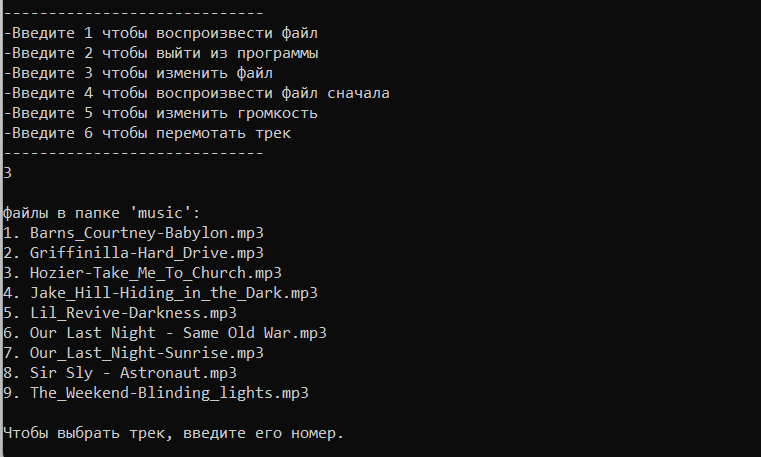 -----------------------------
-Введите 1 чтобы воспроизвести файл
-Введите 2 чтобы выйти из программы
-Введите 3 чтобы изменить файл
-Введите 4 чтобы воспроизвести файл сначала
-Введите 5 чтобы изменить громкость
-Введите 6 чтобы перемотать трек
-----------------------------
3
файлы в папке 'music':
1. Barns_Courtney-Babylon.mp3
2. Griffinilla-Hard_Drive.mp3
3. Hozier-Take_Me_To_Church.mp3
4. Jake_Hill-Hiding_in_the_Dark.mp3
5. Lil_Revive-Darkness.mp3
6. Our Last Night - Same Old War.mp3
7. Our_Last_Night-Sunrise.mp3
8. Sir Sly - Astronaut.mp3
9. The_Weekend-Blinding_lights.mp3
Чтобы выбрать трек, введите его номер.